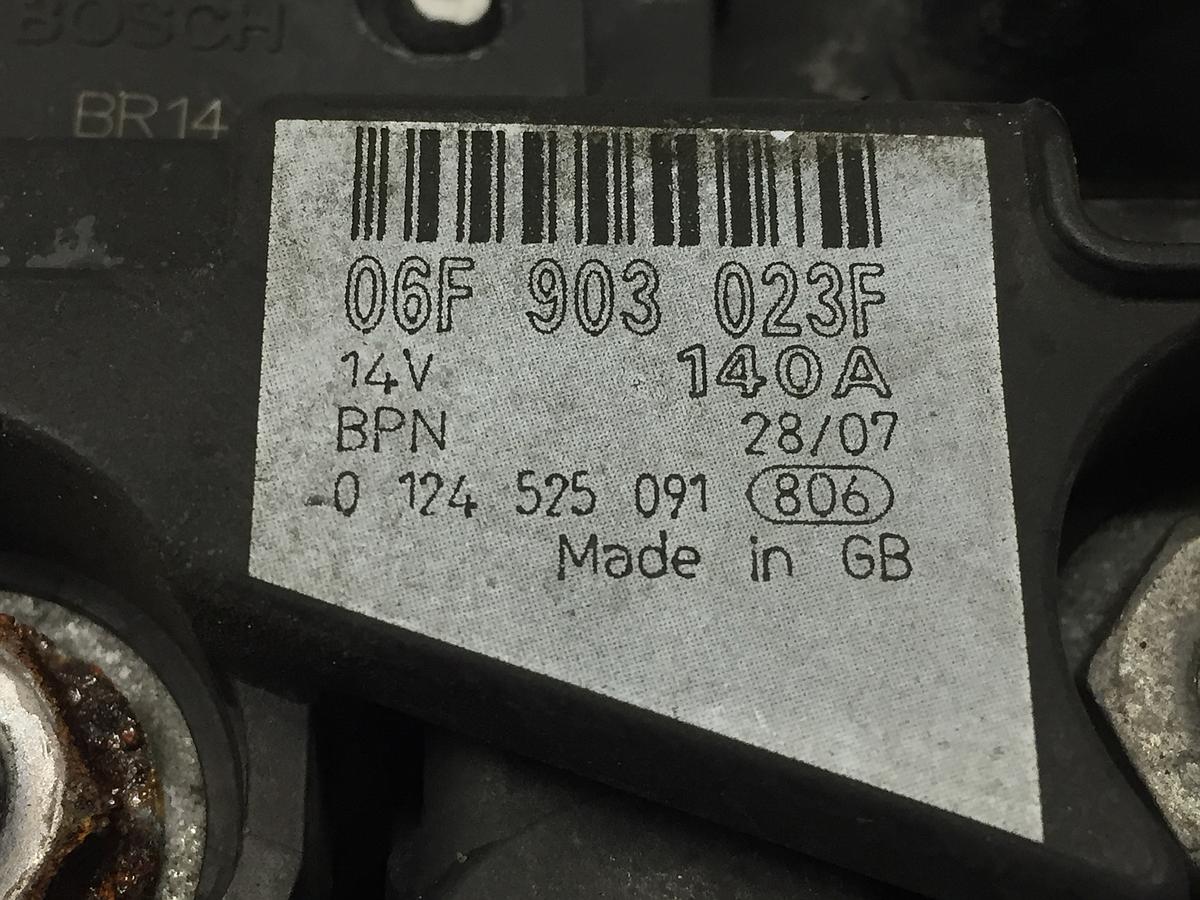 BOSCH
BR14
06F 903 023F
14V 140A
BPN 28/07
0 124 525 091 806
Made in GB